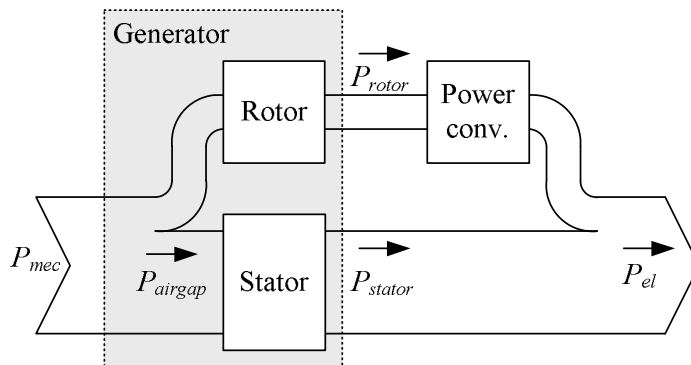 Generator
Rotor
P_rotor
Power
conv.
P_mec
P_airgap
Stator
P_stator
P_el